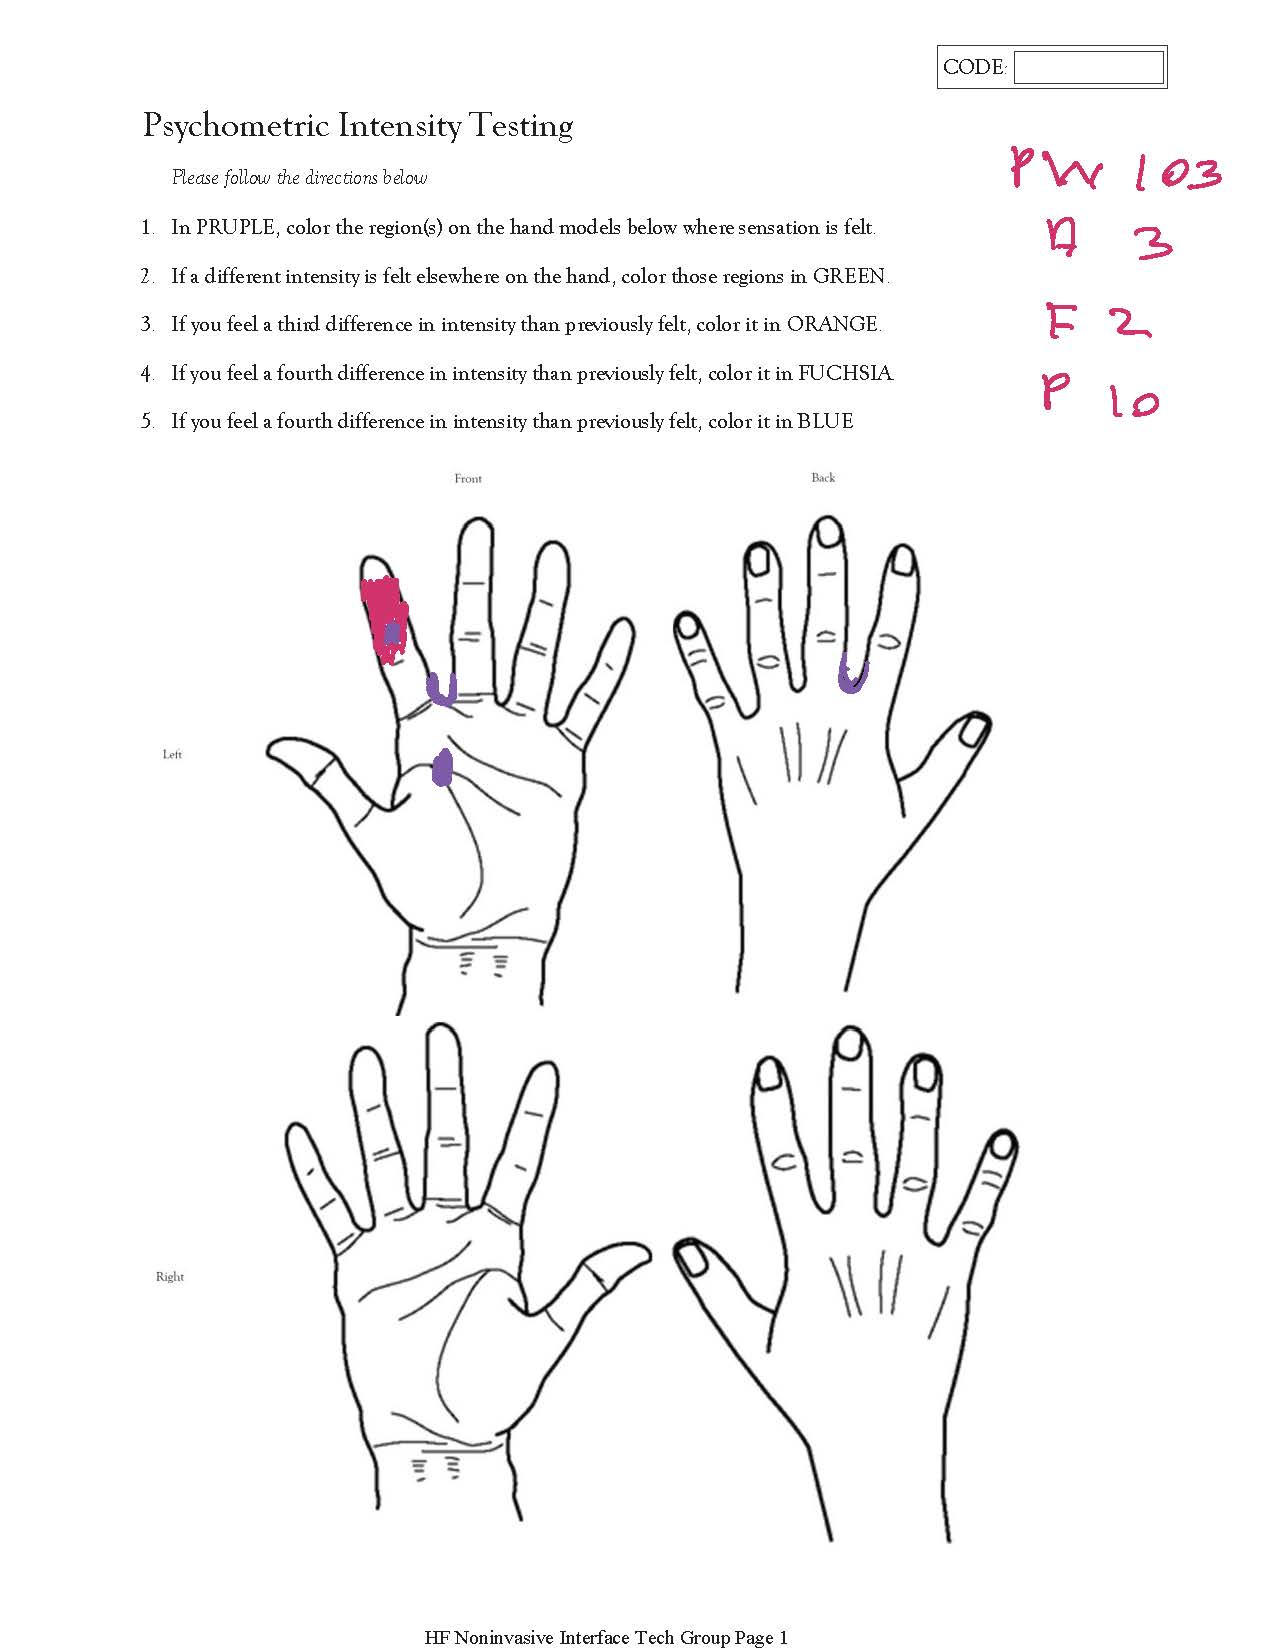 CODE:
Psychometric Intensity Testing
Please follow the directions below
1. In PRUPLE, color the region(s) on the hand models below where sensation is felt.
2. If a different intensity is felt elsewhere on the hand, color those regions in GREEN.
3. If you feel a third difference in intensity than previously felt, color it in ORANGE.
4. If you feel a fourth difference in intensity than previously felt, color it in FUCHSIA
5. If you feel a fourth difference in intensity than previously felt, color it in BLUE
PW 103
3
F 2
P 10
Front
Back
Left
Right
HF Noninvasive Interface Tech Group Page 1